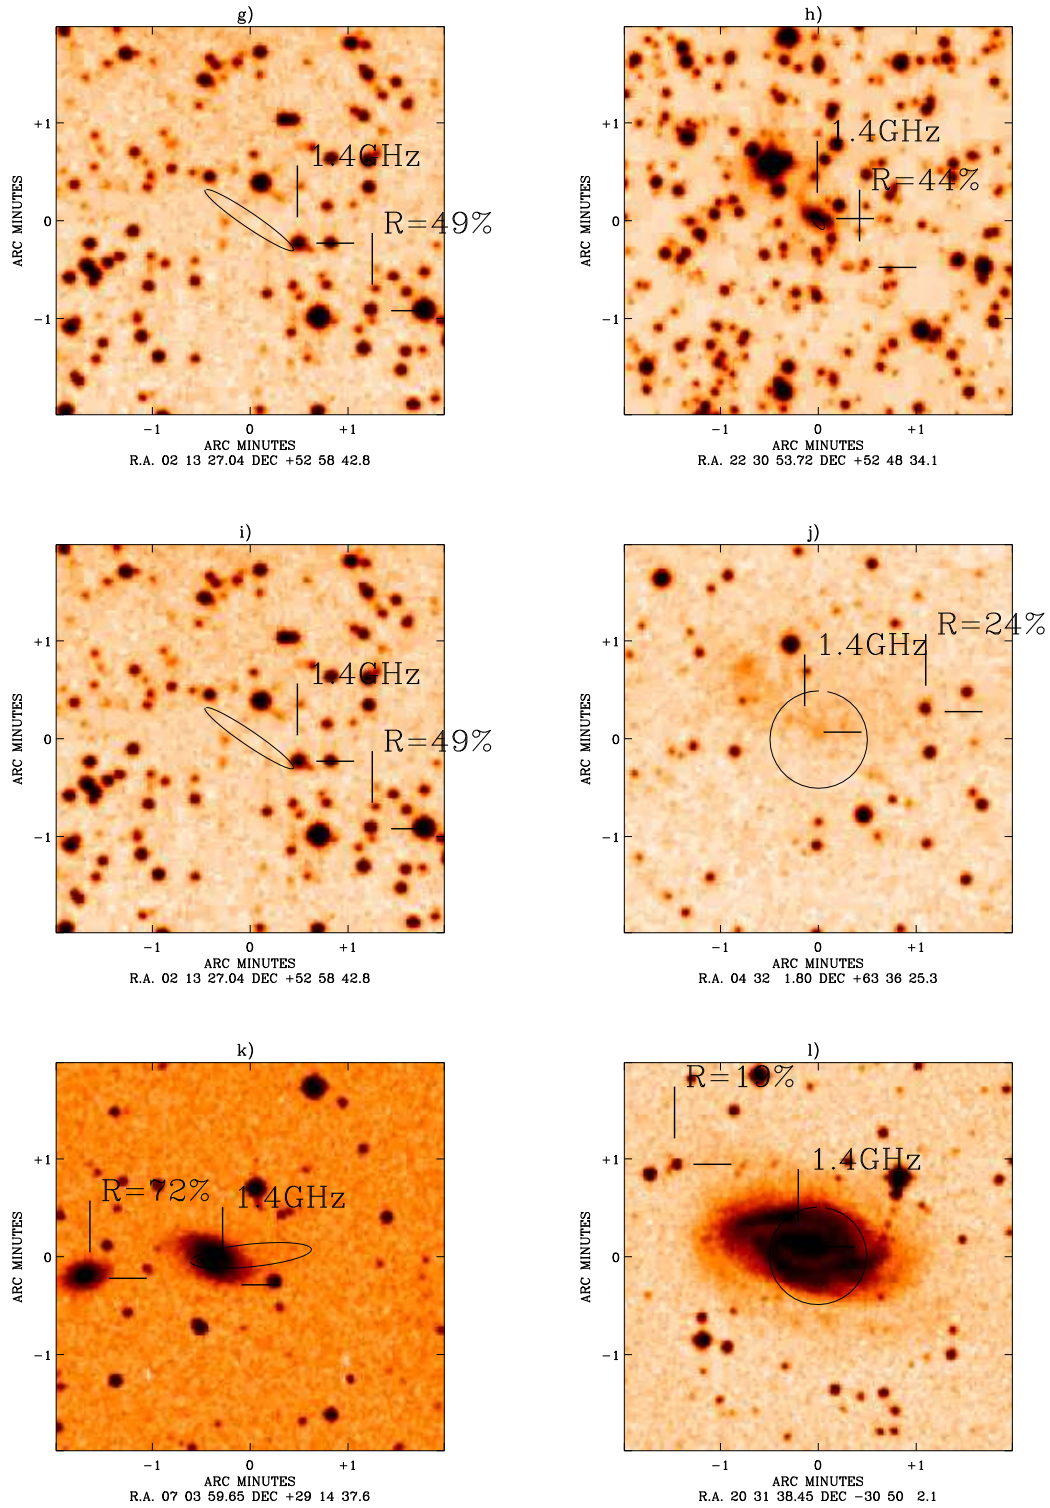 g)
1.4GHz
R=49%
+1
0
−1
ARC MINUTES
−1 0 +1
ARC MINUTES
R.A. 02 13 27.04 DEC +52 58 42.8
h)
1.4GHz
R=44%
+1
0
−1
ARC MINUTES
−1 0 +1
ARC MINUTES
R.A. 22 30 53.72 DEC +52 48 34.1
i)
1.4GHz
R=49%
+1
0
−1
ARC MINUTES
−1 0 +1
ARC MINUTES
R.A. 02 13 27.04 DEC +52 58 42.8
j)
R=24%
1.4GHz
+1
0
−1
ARC MINUTES
−1 0 +1
ARC MINUTES
R.A. 04 32 1.80 DEC +63 36 25.3
k)
R=72%
1.4GHz
+1
0
−1
ARC MINUTES
−1 0 +1
ARC MINUTES
R.A. 07 03 59.65 DEC +29 14 37.6
l)
R=19%
1.4GHz
+1
0
−1
ARC MINUTES
−1 0 +1
ARC MINUTES
R.A. 20 31 38.45 DEC −30 50 2.1